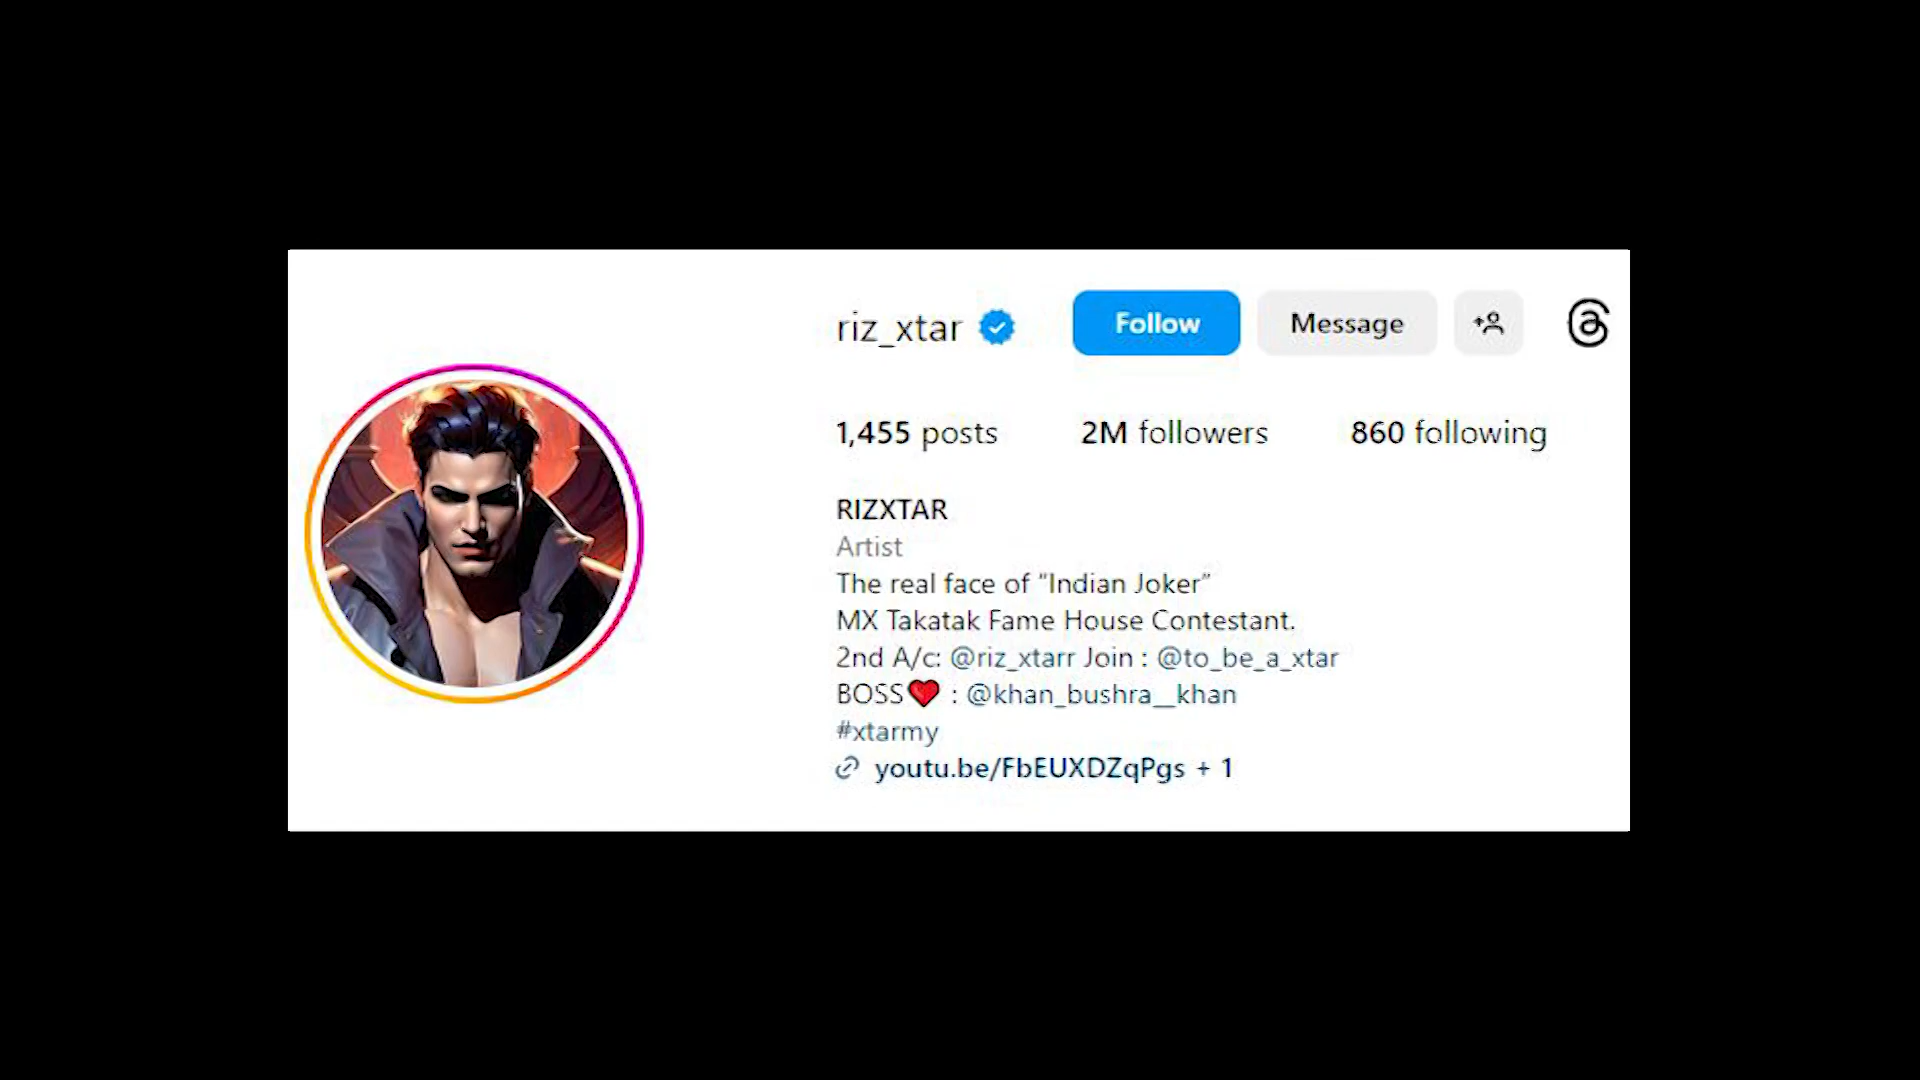 riz_xtar Follow Message
1,455 posts 2M followers 860 following
RIZXTAR
Artist
The real face of "Indian Joker"
MX Takatak Fame House Contestant.
2nd A/c: @riz_xtarr Join : @to_be_a_xtar
BOSS❤️ : @khan_bushra__khan
#xtarmy
youtu.be/FbEUXDZqPgs + 1